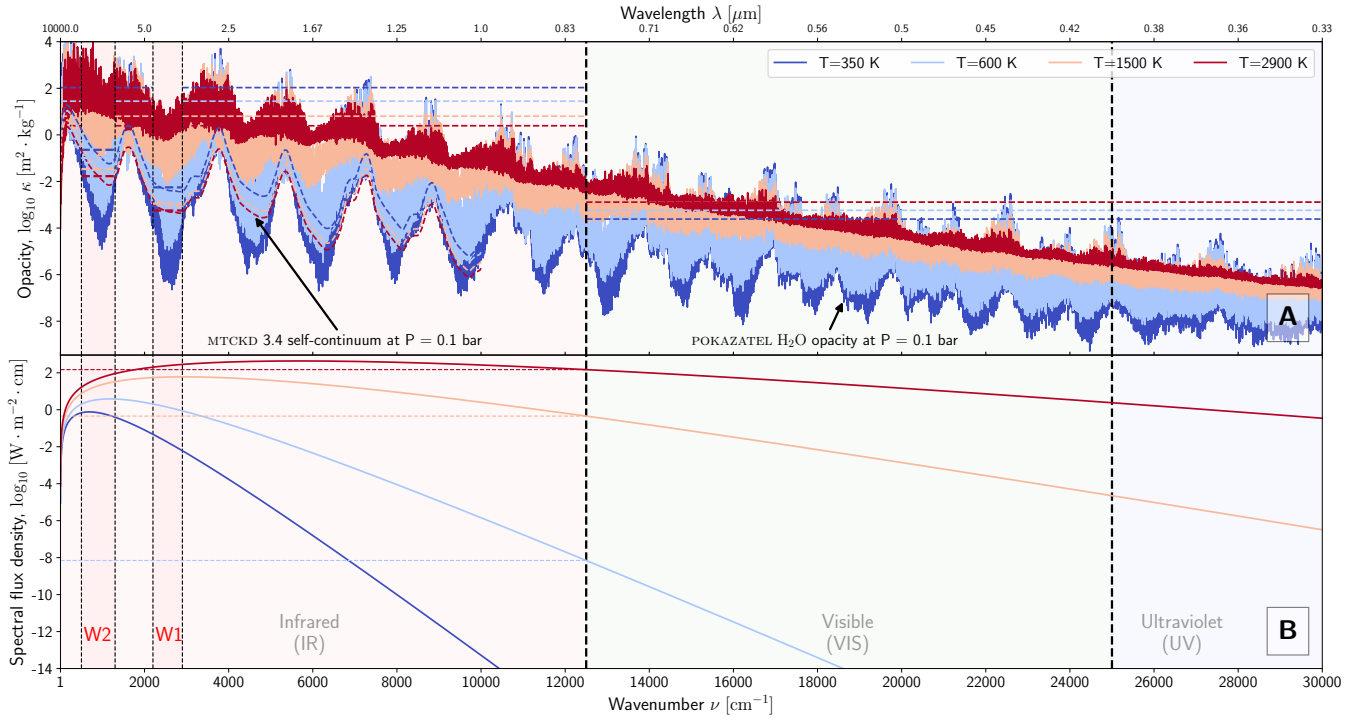 Wavelength λ [μm]
10000.0 5.0 2.5 1.67 1.25 1.0 0.83 0.71 0.62 0.56 0.5 0.45 0.42 0.38 0.36 0.33
T=350 K T=600 K T=1500 K T=2900 K
Opacity, log₁₀ κ [m² · kg⁻¹]
4
2
0
-2
-4
-6
-8
A
MTCKD 3.4 self-continuum at P = 0.1 bar
POKAZATEL H₂O opacity at P = 0.1 bar
Spectral flux density, log₁₀ [W · m⁻² · cm]
2
0
-2
-4
-6
-8
-10
-12
-14
W2 W1
Infrared
(IR)
Visible
(VIS)
Ultraviolet
(UV)
B
1 2000 4000 6000 8000 10000 12000 14000 16000 18000 20000 22000 24000 26000 28000 30000
Wavenumber ν [cm⁻¹]